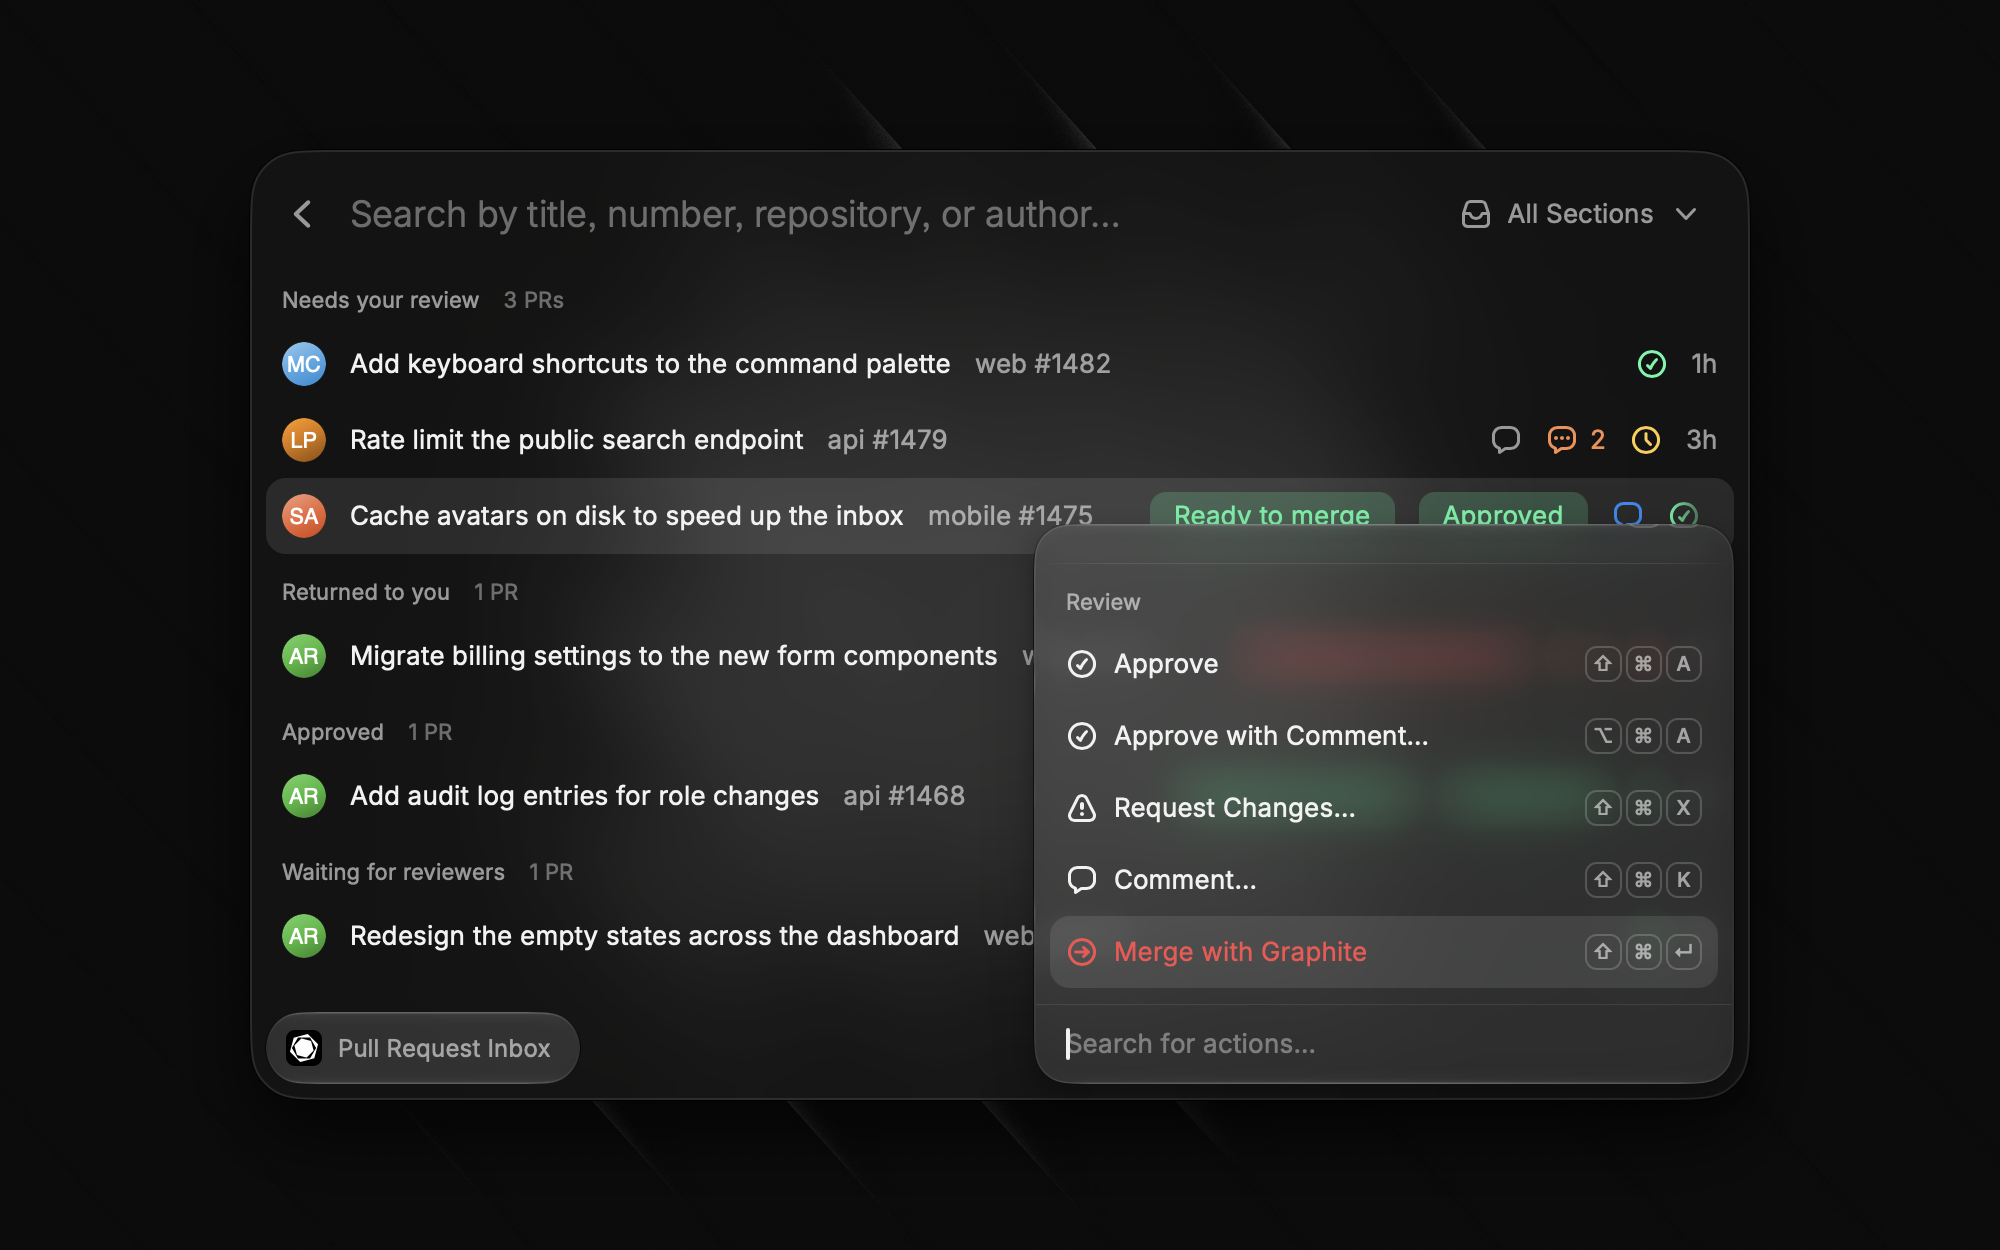 Search by title, number, repository, or author...
All Sections
Needs your review 3 PRs
MC Add keyboard shortcuts to the command palette web #1482 1h
LP Rate limit the public search endpoint api #1479 2 3h
SA Cache avatars on disk to speed up the inbox mobile #1475 Ready to merge Approved
Returned to you 1 PR
AR Migrate billing settings to the new form components
Approved 1 PR
AR Add audit log entries for role changes api #1468
Waiting for reviewers 1 PR
AR Redesign the empty states across the dashboard web
Pull Request Inbox
Review
Approve ⇧ ⌘ A
Approve with Comment... ⌥ ⌘ A
Request Changes... ⇧ ⌘ X
Comment... ⇧ ⌘ K
Merge with Graphite ⇧ ⌘ ↵
Search for actions...